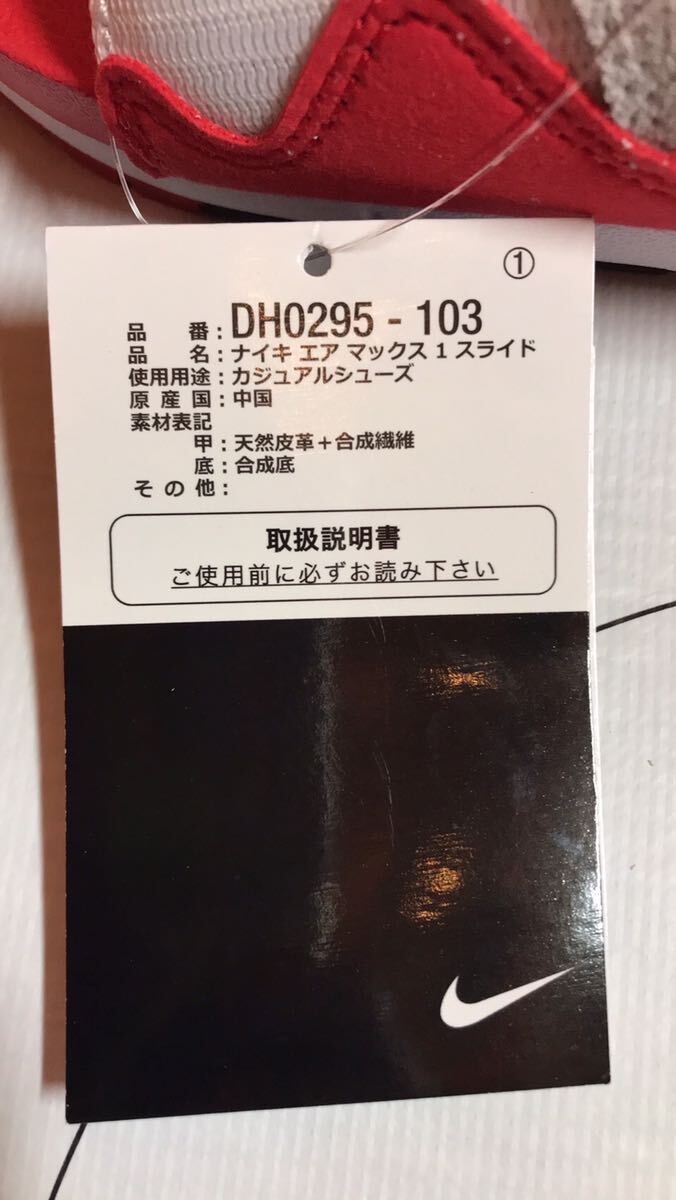 ①
品 番:DH0295-103
品 名:ナイキ エア マックス 1 スライド
使用用途:カジュアルシューズ
原 産 国:中国
素材表記
甲:天然皮革+合成繊維
底:合成底
そ の 他:
取扱説明書
ご使用前に必ずお読み下さい